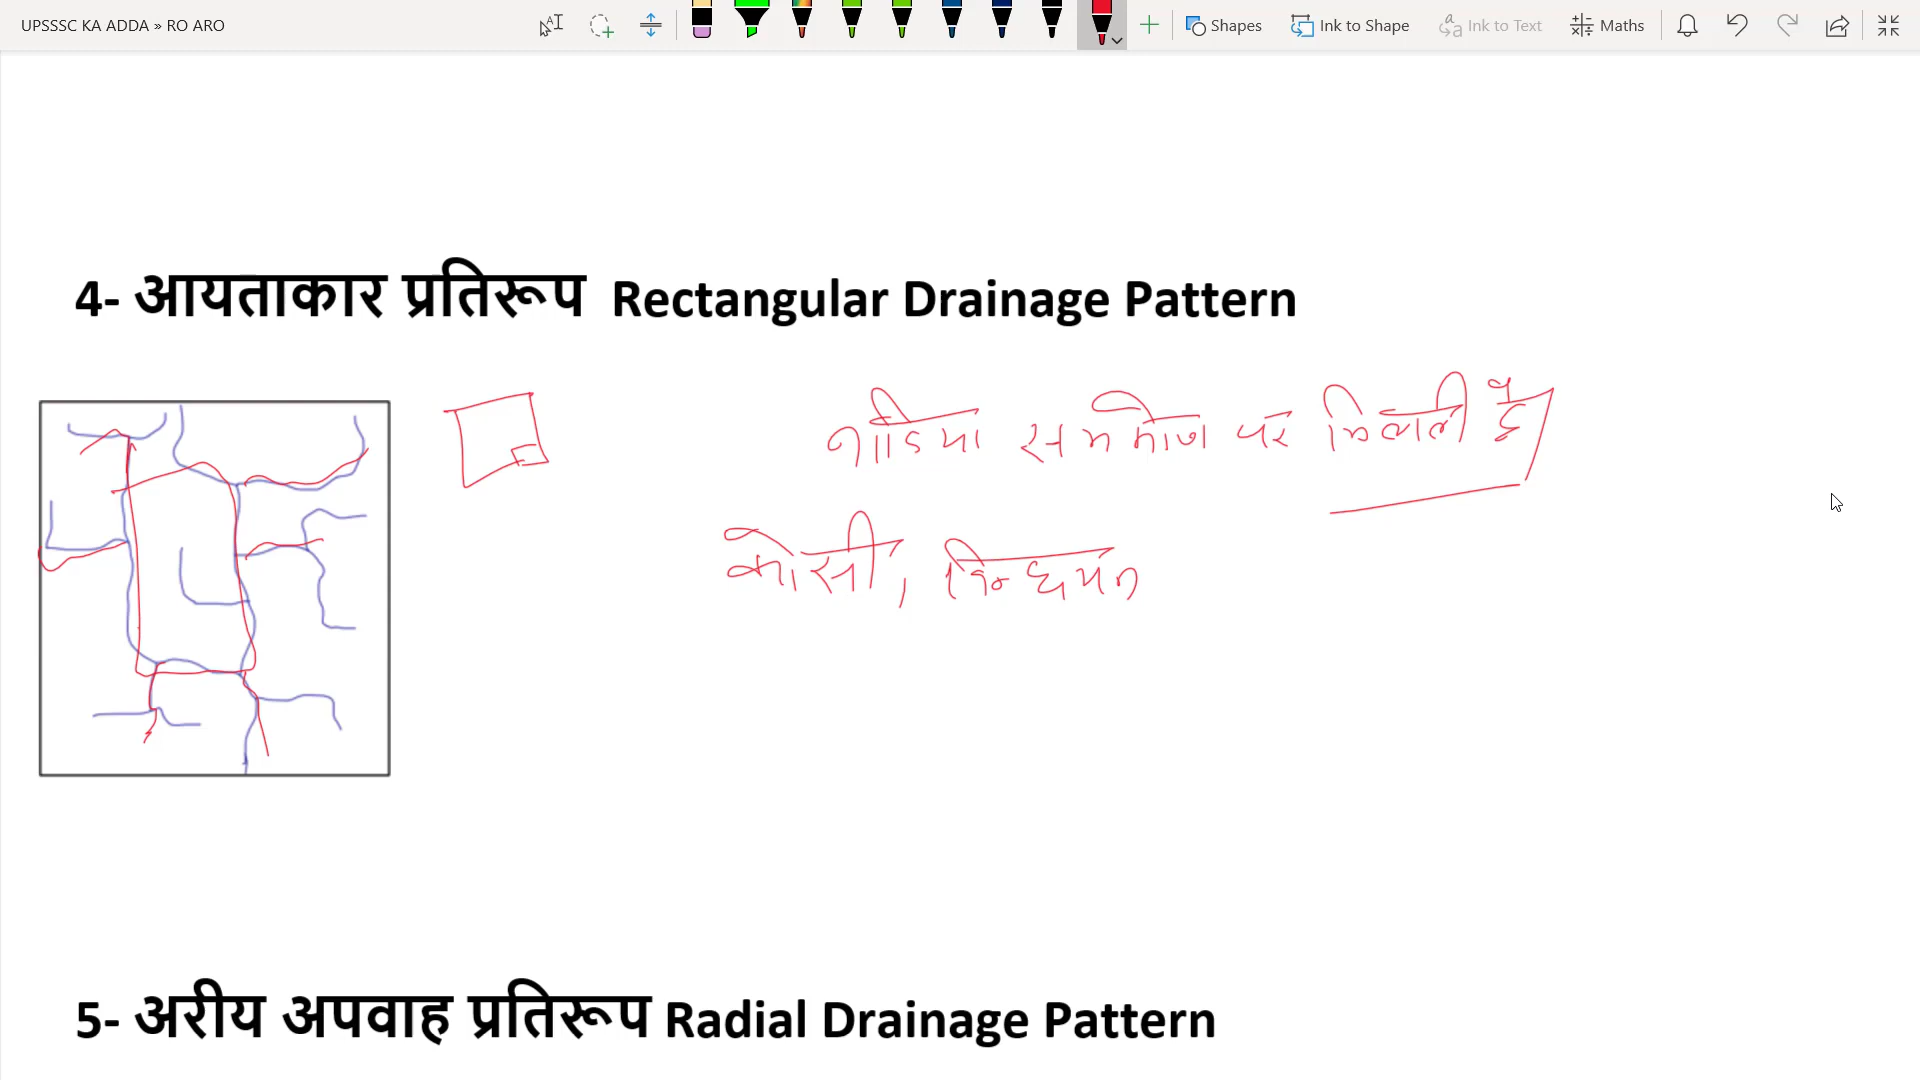 UPSSSC KA ADDA » RO ARO
Shapes Ink to Shape Ink to Text Maths
4- आयताकार प्रतिरूप Rectangular Drainage Pattern
नदियां समकोण पर मिलती हैं
कोसी, विन्ध्यन
5- अरीय अपवाह प्रतिरूप Radial Drainage Pattern